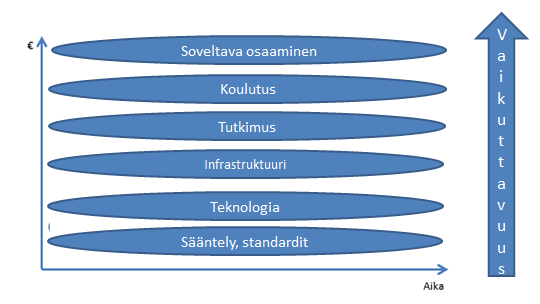 €
Soveltava osaaminen
Koulutus
Tutkimus
Infrastruktuuri
Teknologia
Sääntely, standardit
Aika
Vaikuttavuus